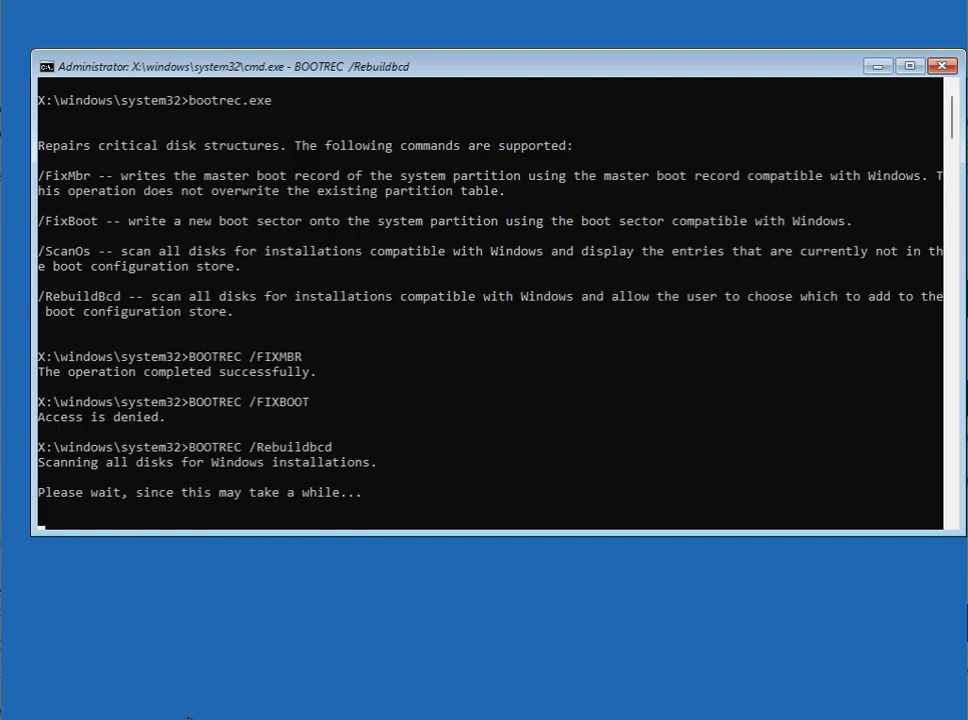 Administrator: X:\windows\system32\cmd.exe - BOOTREC /Rebuildbcd
X:\windows\system32>bootrec.exe
Repairs critical disk structures. The following commands are supported:
/FixMbr -- writes the master boot record of the system partition using the master boot record compatible with Windows. T
his operation does not overwrite the existing partition table.
/FixBoot -- write a new boot sector onto the system partition using the boot sector compatible with Windows.
/ScanOs -- scan all disks for installations compatible with Windows and display the entries that are currently not in th
e boot configuration store.
/RebuildBcd -- scan all disks for installations compatible with Windows and allow the user to choose which to add to the
boot configuration store.
X:\windows\system32>BOOTREC /FIXMBR
The operation completed successfully.
X:\windows\system32>BOOTREC /FIXBOOT
Access is denied.
X:\windows\system32>BOOTREC /Rebuildbcd
Scanning all disks for Windows installations.
Please wait, since this may take a while...